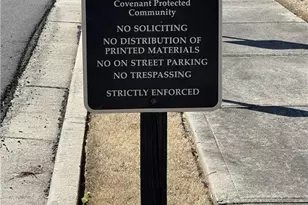 Covenant Protected
Community
NO SOLICITING
NO DISTRIBUTION OF
PRINTED MATERIALS
NO ON STREET PARKING
NO TRESPASSING
STRICTLY ENFORCED